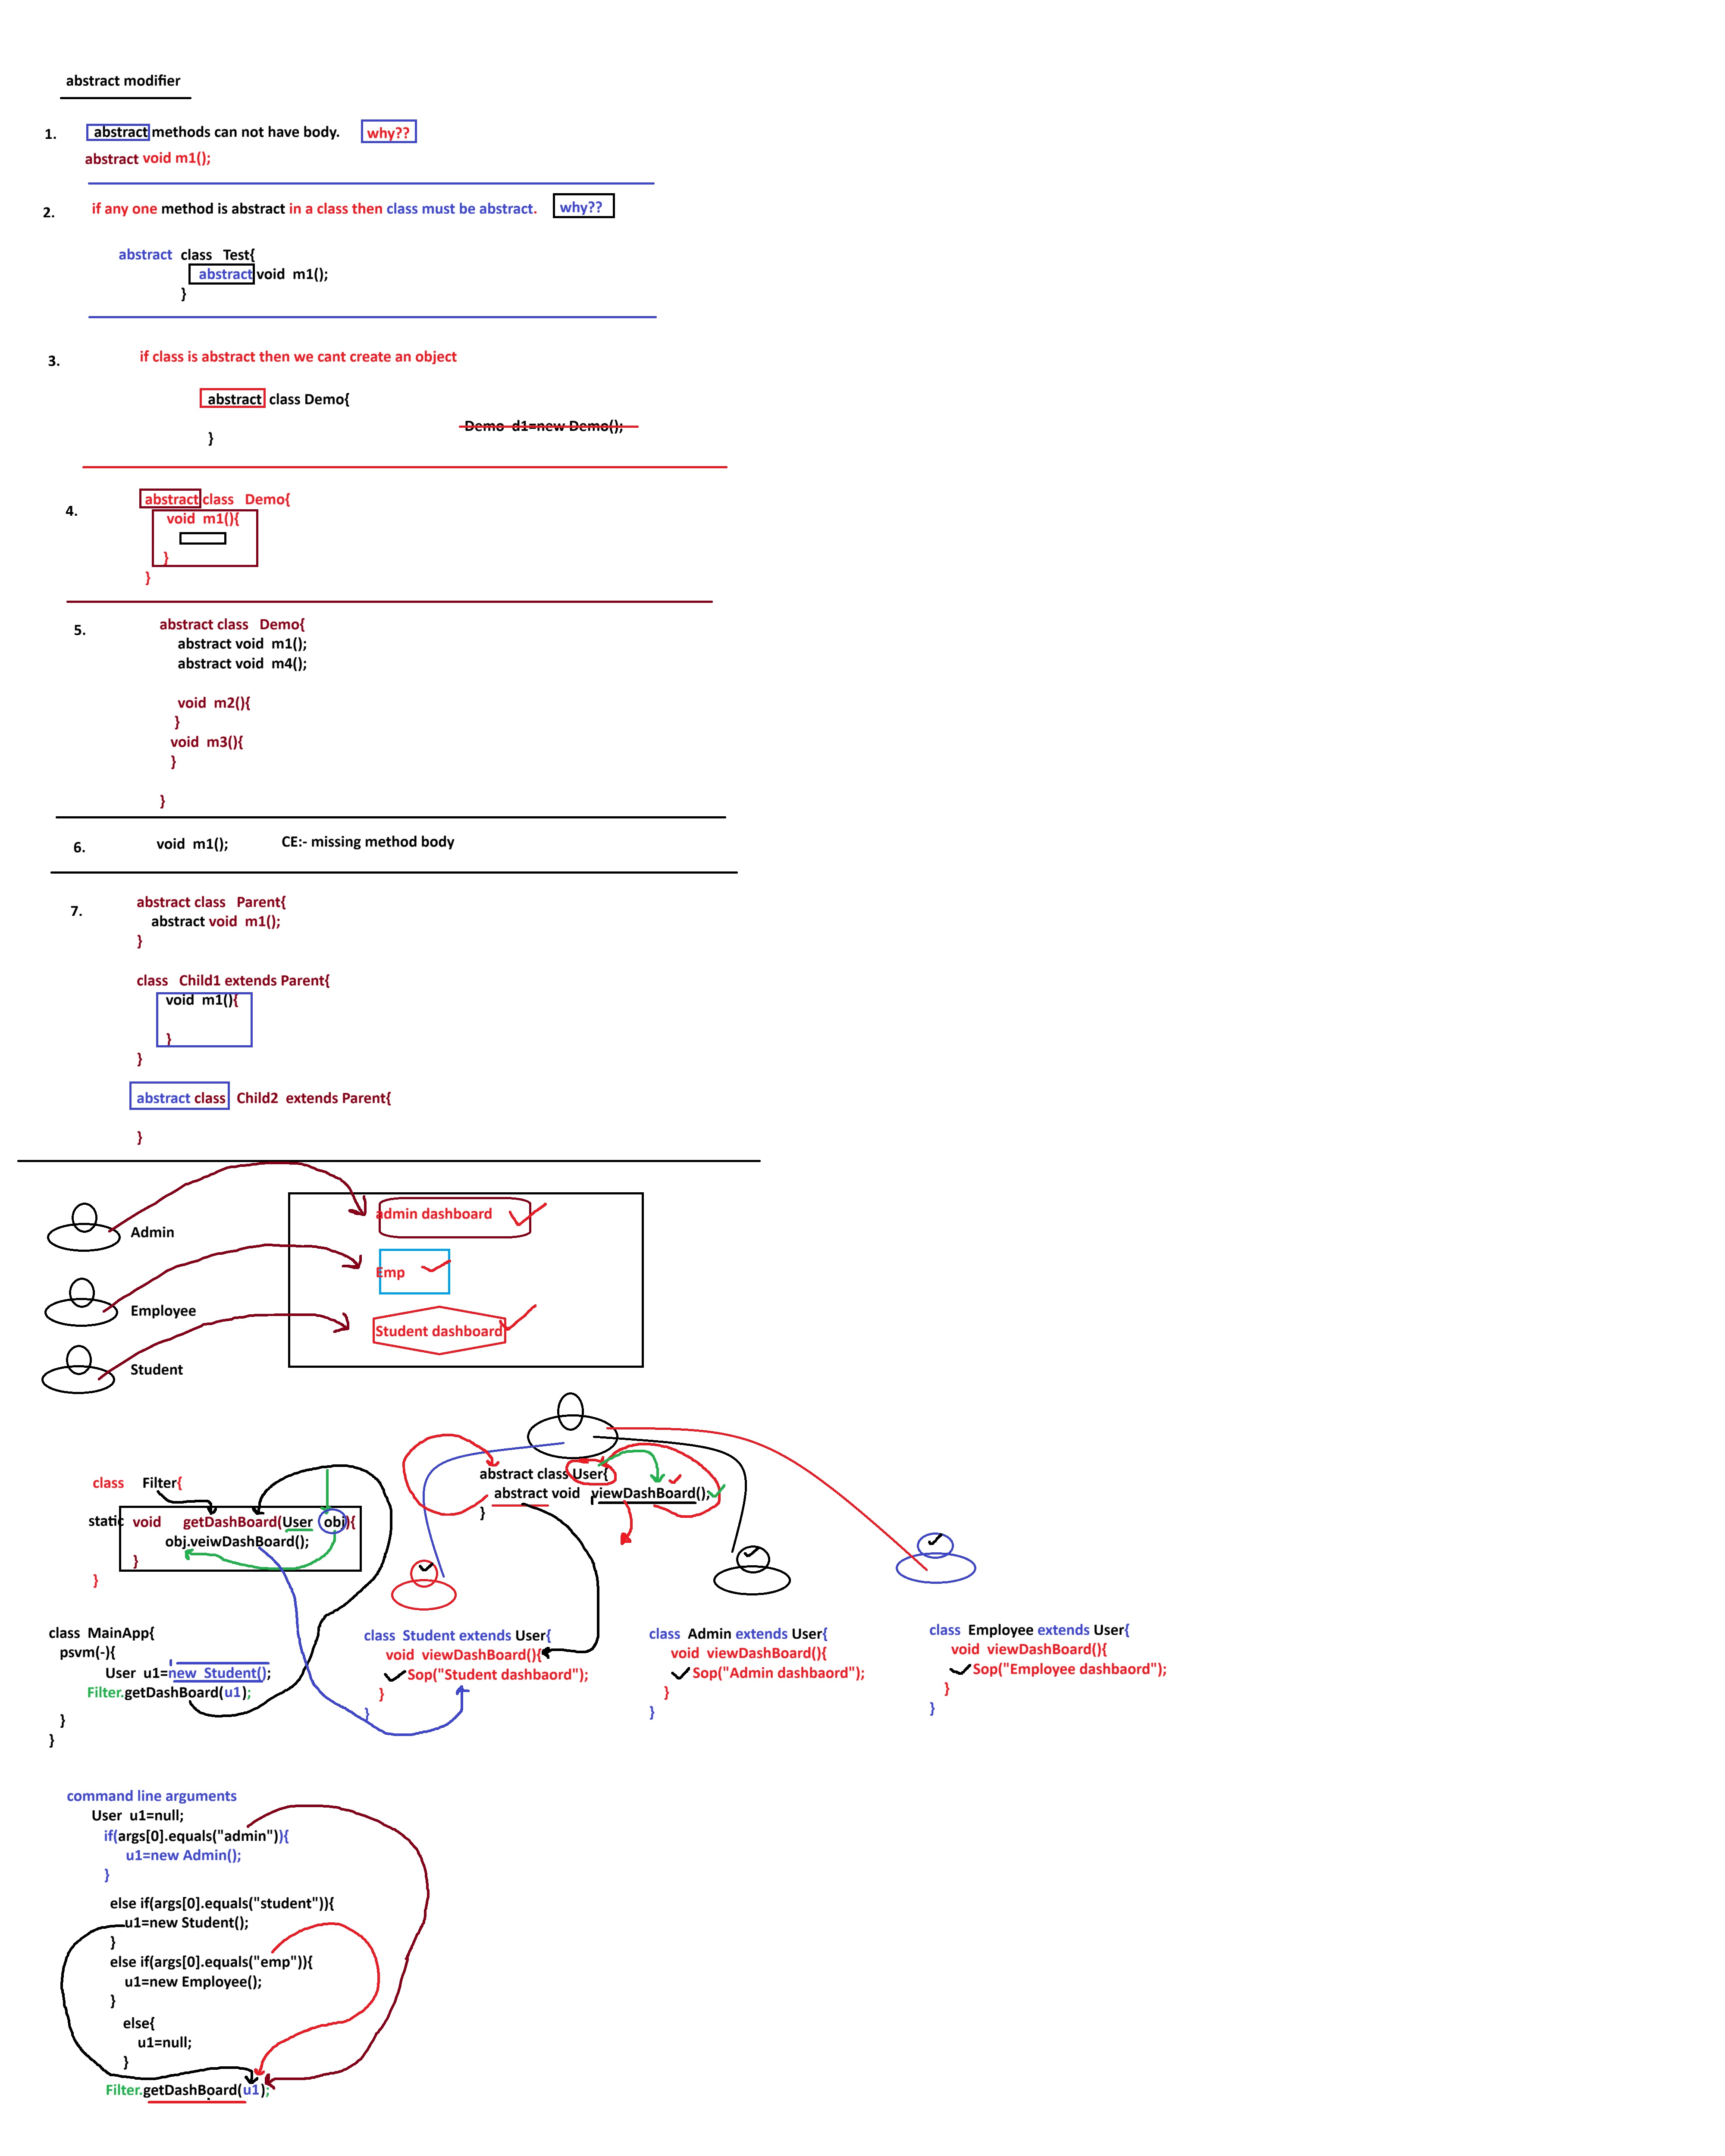 abstract modifier
1. abstract methods can not have body. why??
abstract void m1();
2. if any one method is abstract in a class then class must be abstract. why??
abstract class Test{
abstract void m1();
}
3. if class is abstract then we cant create an object
abstract class Demo{
Demo d1=new Demo();
}
4. abstract class Demo{
void m1(){
}
}
5. abstract class Demo{
abstract void m1();
abstract void m4();
void m2(){
}
void m3(){
}
}
6. void m1(); CE:- missing method body
7. abstract class Parent{
abstract void m1();
}
class Child1 extends Parent{
void m1(){
}
}
abstract class Child2 extends Parent{
}
Admin
admin dashboard
Employee
Emp
Student
Student dashboard
class Filter{
static void getDashBoard(User obj){
obj.veiwDashBoard();
}
}
abstract class User{
abstract void viewDashBoard();
}
class MainApp{
psvm(-){
User u1=new Student();
Filter.getDashBoard(u1);
}
}
class Student extends User{
void viewDashBoard(){
Sop("Student dashbaord");
}
}
class Admin extends User{
void viewDashBoard(){
Sop("Admin dashbaord");
}
}
class Employee extends User{
void viewDashBoard(){
Sop("Employee dashbaord");
}
}
command line arguments
User u1=null;
if(args[0].equals("admin")){
u1=new Admin();
}
else if(args[0].equals("student")){
u1=new Student();
}
else if(args[0].equals("emp")){
u1=new Employee();
}
else{
u1=null;
}
Filter.getDashBoard(u1);